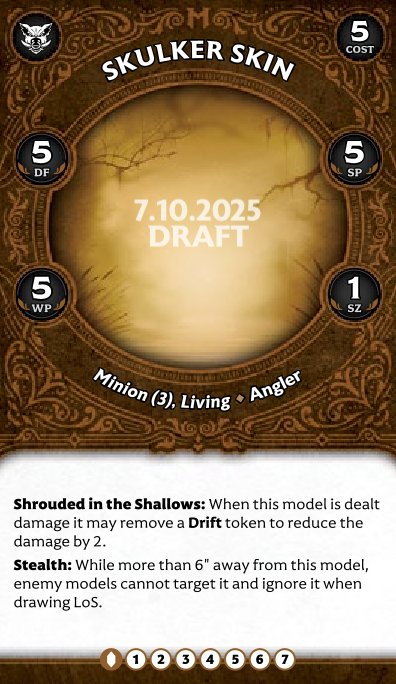 SKULKER SKIN
5
COST
5
DF
5
SP
7.10.2025
DRAFT
5
WP
1
SZ
Minion (3), Living ◆ Angler
Shrouded in the Shallows: When this model is dealt
damage it may remove a Drift token to reduce the
damage by 2.
Stealth: While more than 6" away from this model,
enemy models cannot target it and ignore it when
drawing LoS.
1 2 3 4 5 6 7